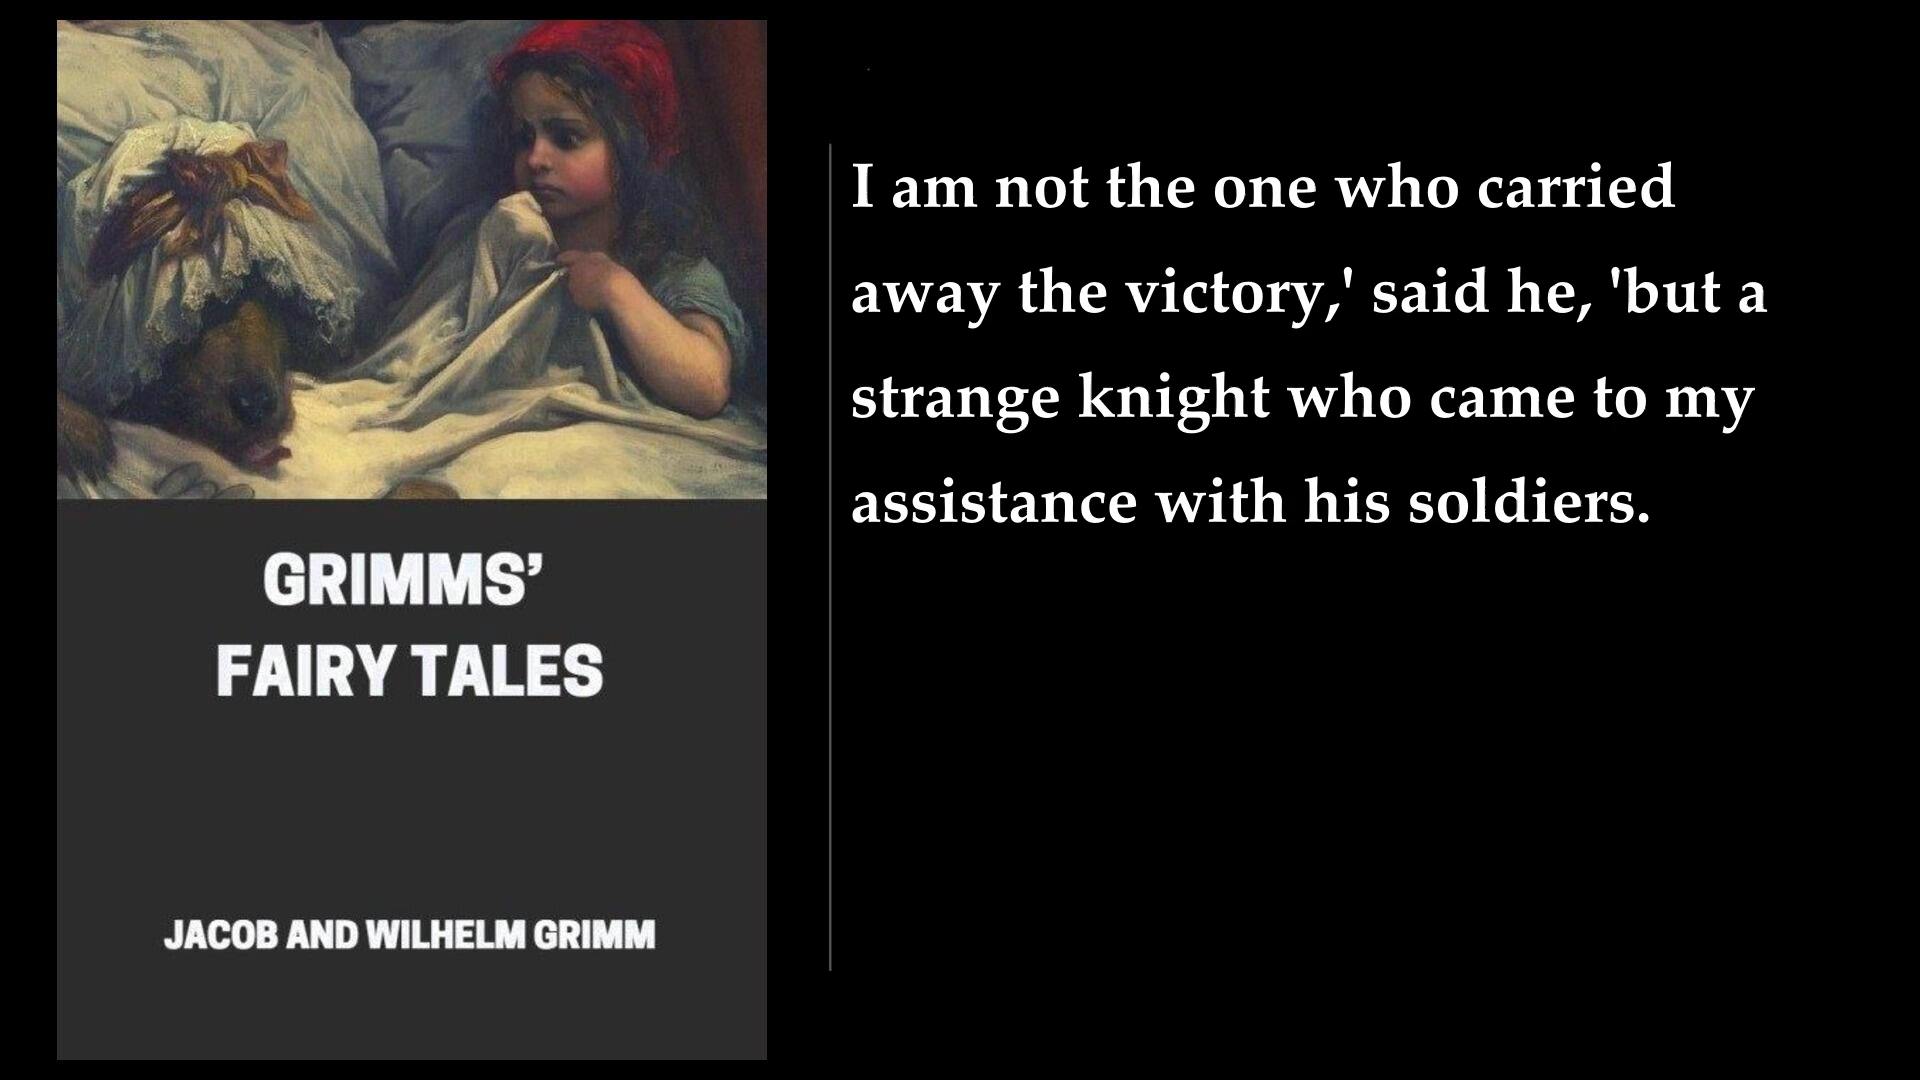 GRIMMS’
FAIRY TALES
JACOB AND WILHELM GRIMM
I am not the one who carried
away the victory,' said he, 'but a
strange knight who came to my
assistance with his soldiers.